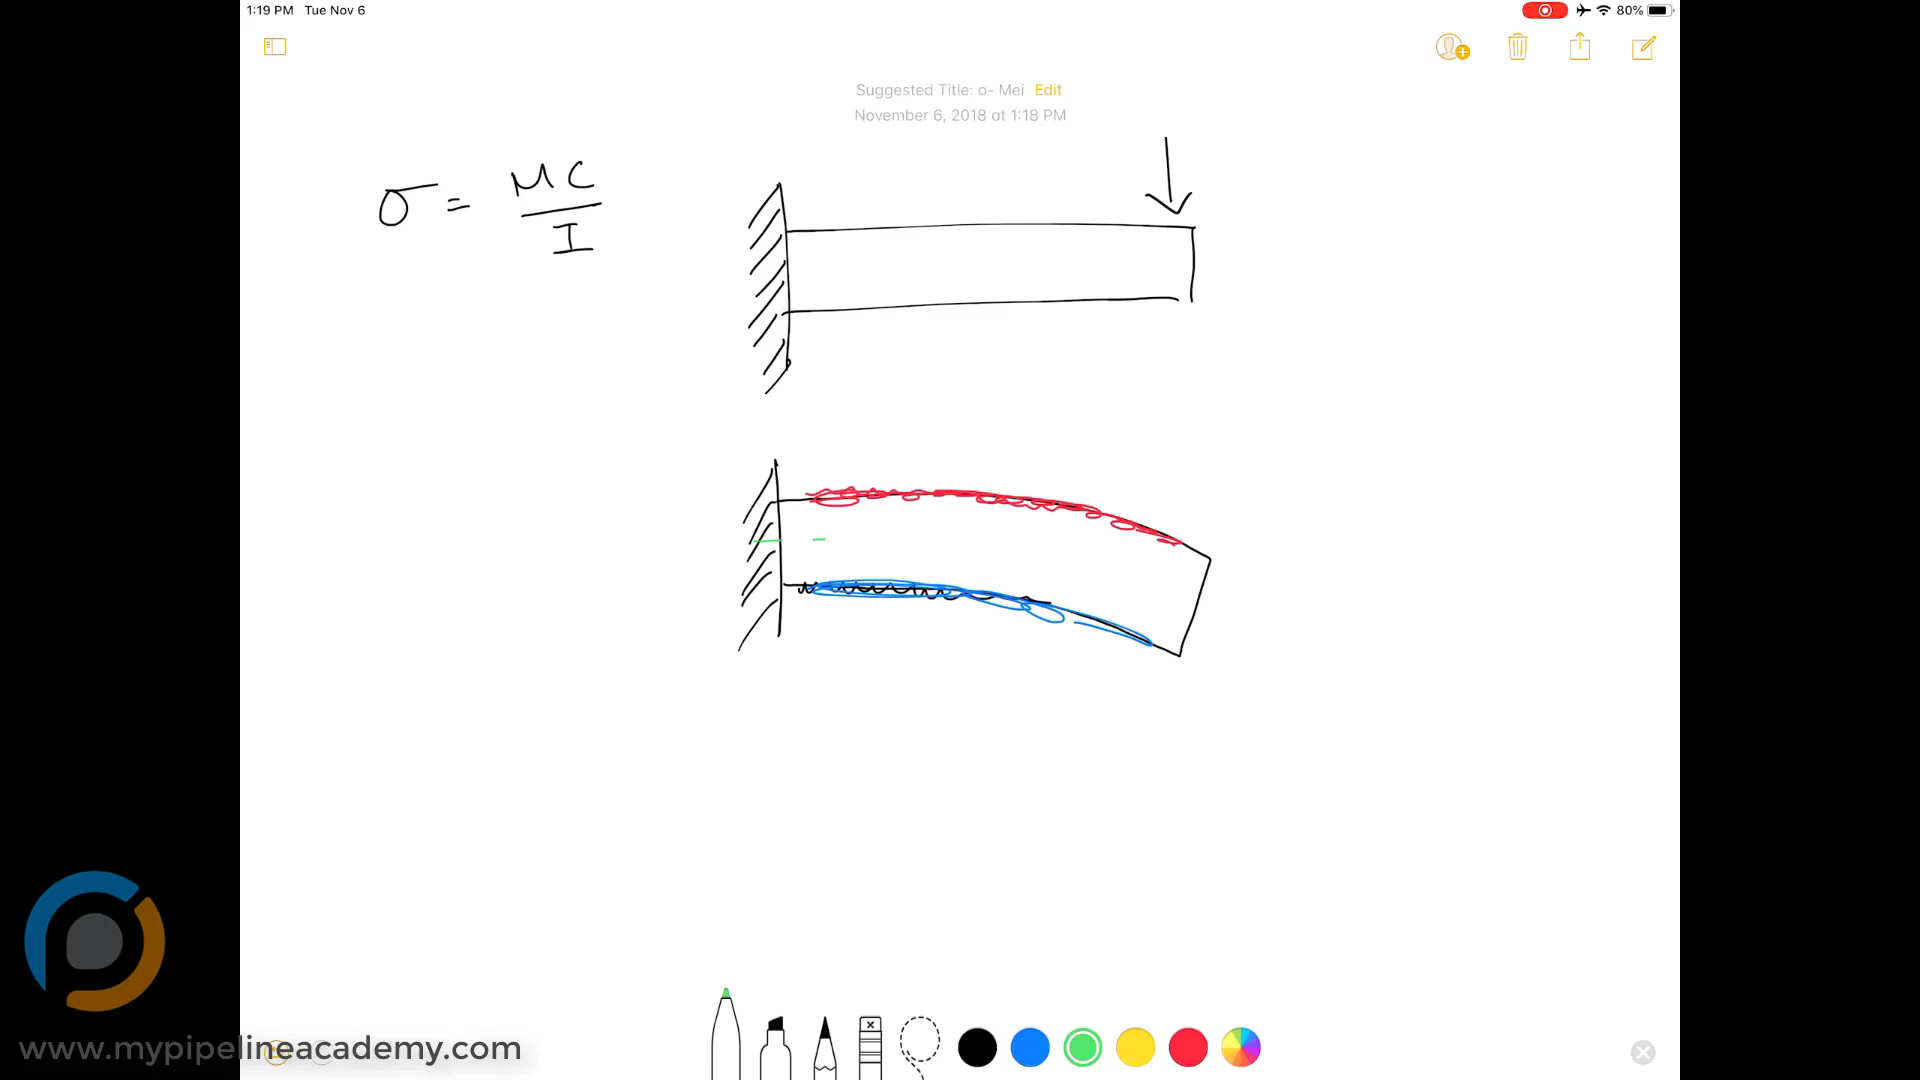 1:19 PM Tue Nov 6
80%
Suggested Title: o- Mei Edit
November 6, 2018 at 1:18 PM
σ = MC
I
www.mypipelineacademy.com